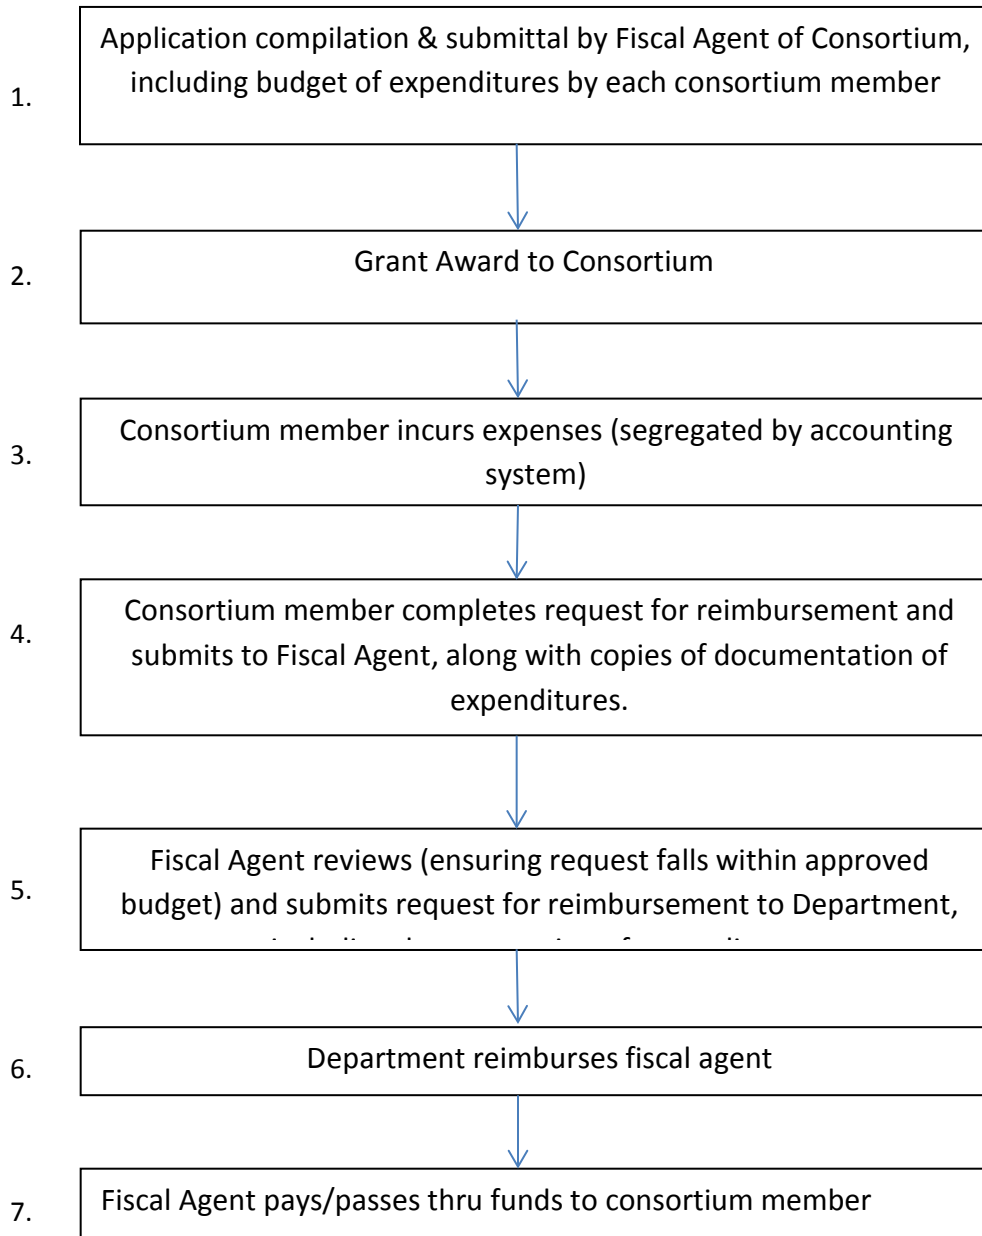 Application compilation & submittal by Fiscal Agent of Consortium,
including budget of expenditures by each consortium member
1.
Grant Award to Consortium
2.
Consortium member incurs expenses (segregated by accounting
3.
system)
Consortium member completes request for reimbursement and
4.
submits to Fiscal Agent, along with copies of documentation of
expenditures.
Fiscal Agent reviews (ensuring request falls within approved
5.
budget) and submits request for reimbursement to Department,
Department reimburses fiscal agent
6.
Fiscal Agent pays/passes thru funds to consortium member
7.